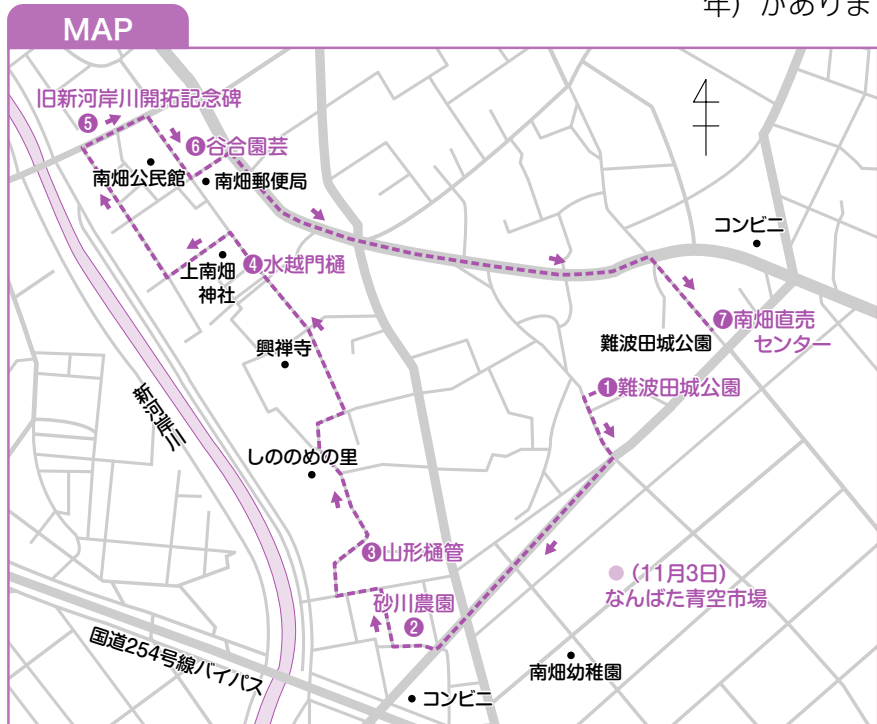 年）がありま
MAP
旧新河岸川開拓記念碑
❺
❻谷合園芸
南畑公民館
南畑郵便局
コンビニ
❹水越門樋
上南畑
神社
❼南畑直売
センター
難波田城公園
興禅寺
❶難波田城公園
新河岸川
しののめの里
❸山形樋管
(11月3日)
なんばた青空市場
砂川農園
❷
国道254号線バイパス
南畑幼稚園
コンビニ